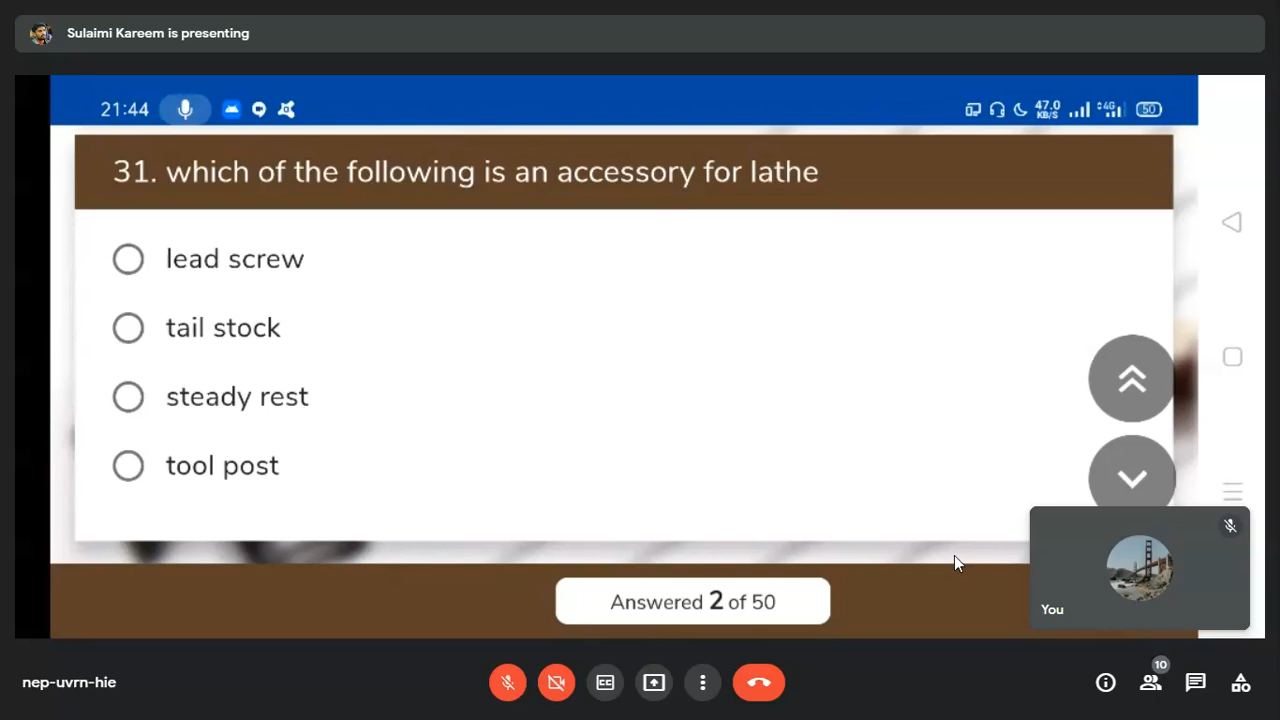 Sulaimi Kareem is presenting
21:44
47.0 KB/S 4G 50
31. which of the following is an accessory for lathe
lead screw
tail stock
steady rest
tool post
You
Answered 2 of 50
nep-uvrn-hie
CC
10